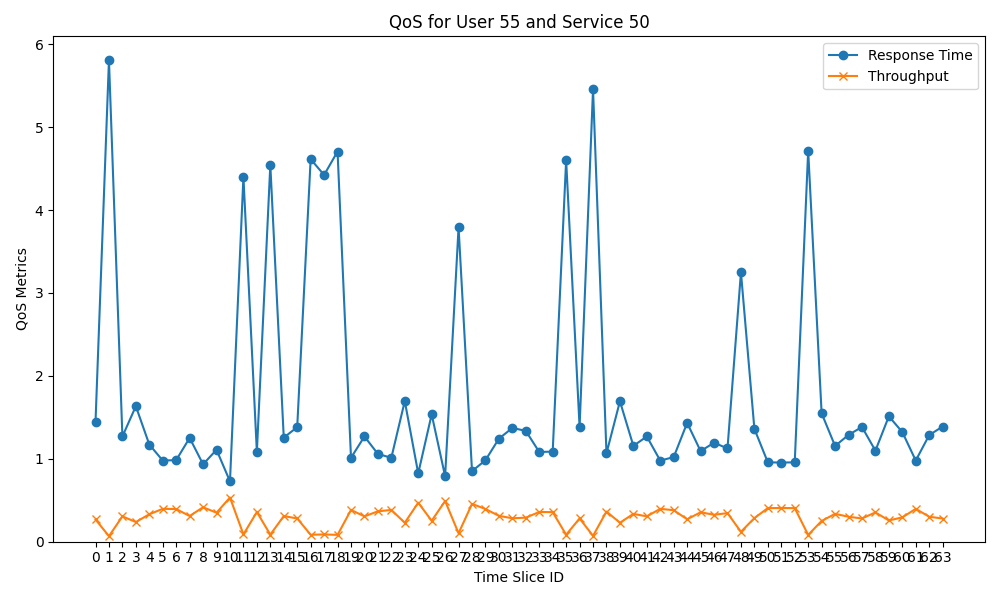 QoS for User 55 and Service 50
Response Time
Throughput
QoS Metrics
6
5
4
3
2
1
0
0 1 2 3 4 5 6 7 8 9 10 11 12 13 14 15 16 17 18 19 20 21 22 23 24 25 26 27 28 29 30 31 32 33 34 35 36 37 38 39 40 41 42 43 44 45 46 47 48 49 50 51 52 53 54 55 56 57 58 59 60 61 62 63
Time Slice ID